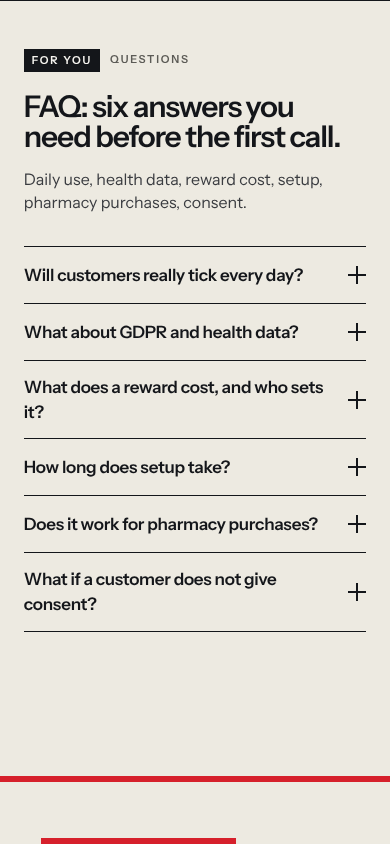 FOR YOU QUESTIONS
FAQ: six answers you
need before the first call.
Daily use, health data, reward cost, setup,
pharmacy purchases, consent.
Will customers really tick every day?
What about GDPR and health data?
What does a reward cost, and who sets
it?
How long does setup take?
Does it work for pharmacy purchases?
What if a customer does not give
consent?